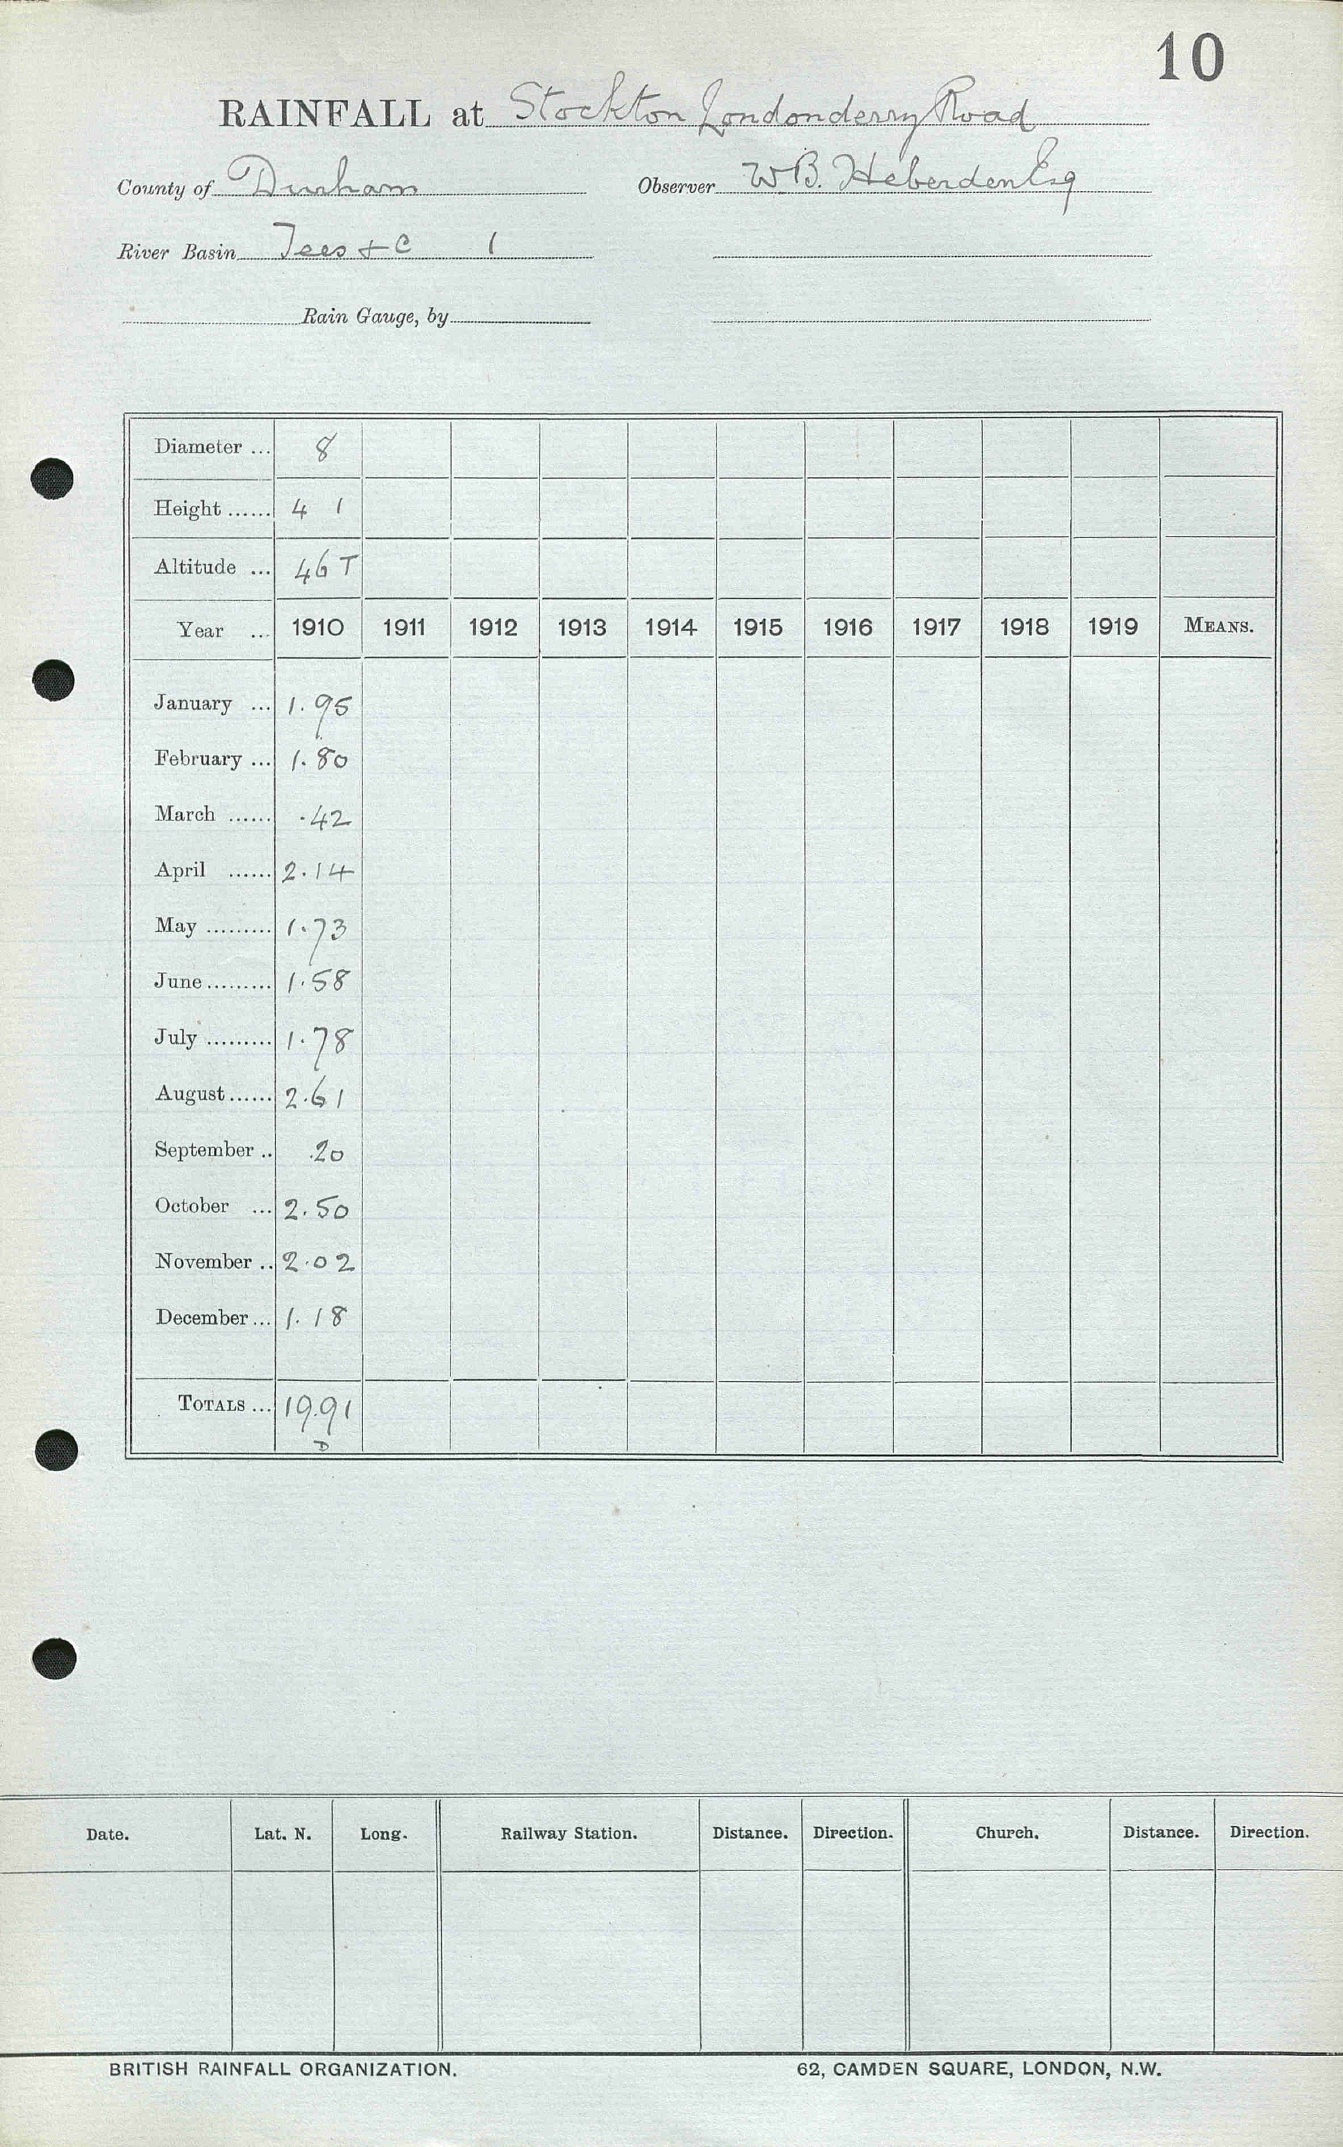 10
RAINFALL at Stockton Londonderry Road
County of Durham Observer W B. Heberden Esq
River Basin Tees + C 1
Rain Gauge, by
Diameter ... 8
Height ...... 4 1
Altitude ... 46 T
Year ... 1910 1911 1912 1913 1914 1915 1916 1917 1918 1919 MEANS.
January ... 1.95
February ... 1.80
March ...... .42
April ...... 2.14
May ......... 1.73
June ......... 1.58
July ......... 1.78
August ...... 2.61
September .. .20
October ... 2.50
November .. 2.02
December ... 1.18
TOTALS ... 19.91
D
Date. Lat. N. Long. Railway Station. Distance. Direction. Church. Distance. Direction.
BRITISH RAINFALL ORGANIZATION. 62, CAMDEN SQUARE, LONDON, N.W.